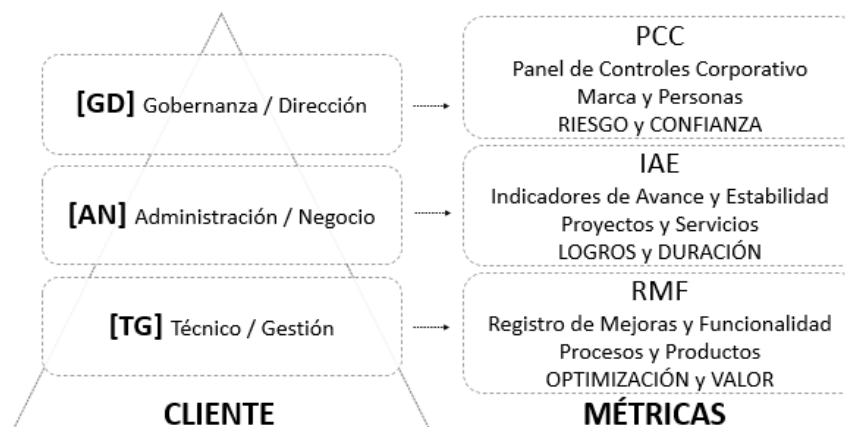 [GD] Gobernanza / Dirección
PCC
Panel de Controles Corporativo
Marca y Personas
RIESGO y CONFIANZA
[AN] Administración / Negocio
IAE
Indicadores de Avance y Estabilidad
Proyectos y Servicios
LOGROS y DURACIÓN
[TG] Técnico / Gestión
RMF
Registro de Mejoras y Funcionalidad
Procesos y Productos
OPTIMIZACIÓN y VALOR
CLIENTE
MÉTRICAS